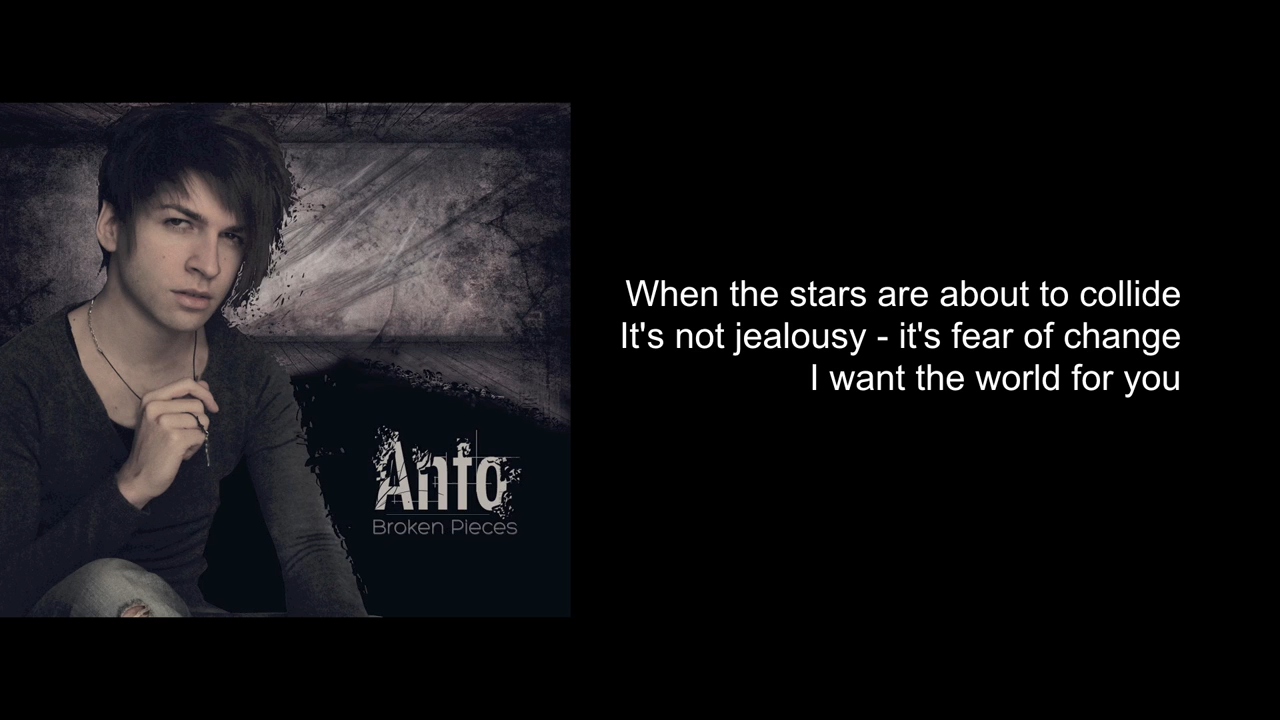 Anto
Broken Pieces
When the stars are about to collide
It's not jealousy - it's fear of change
I want the world for you